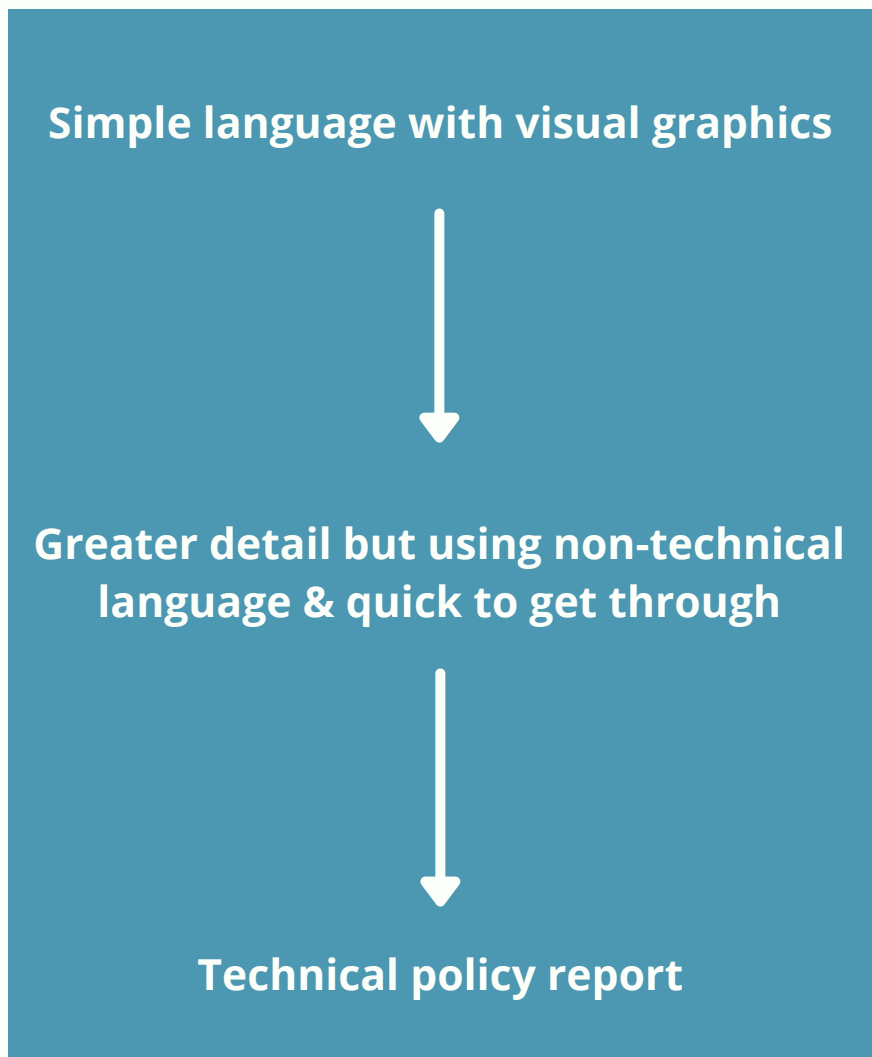 Simple language with visual graphics
Greater detail but using non-technical
language & quick to get through
Technical policy report